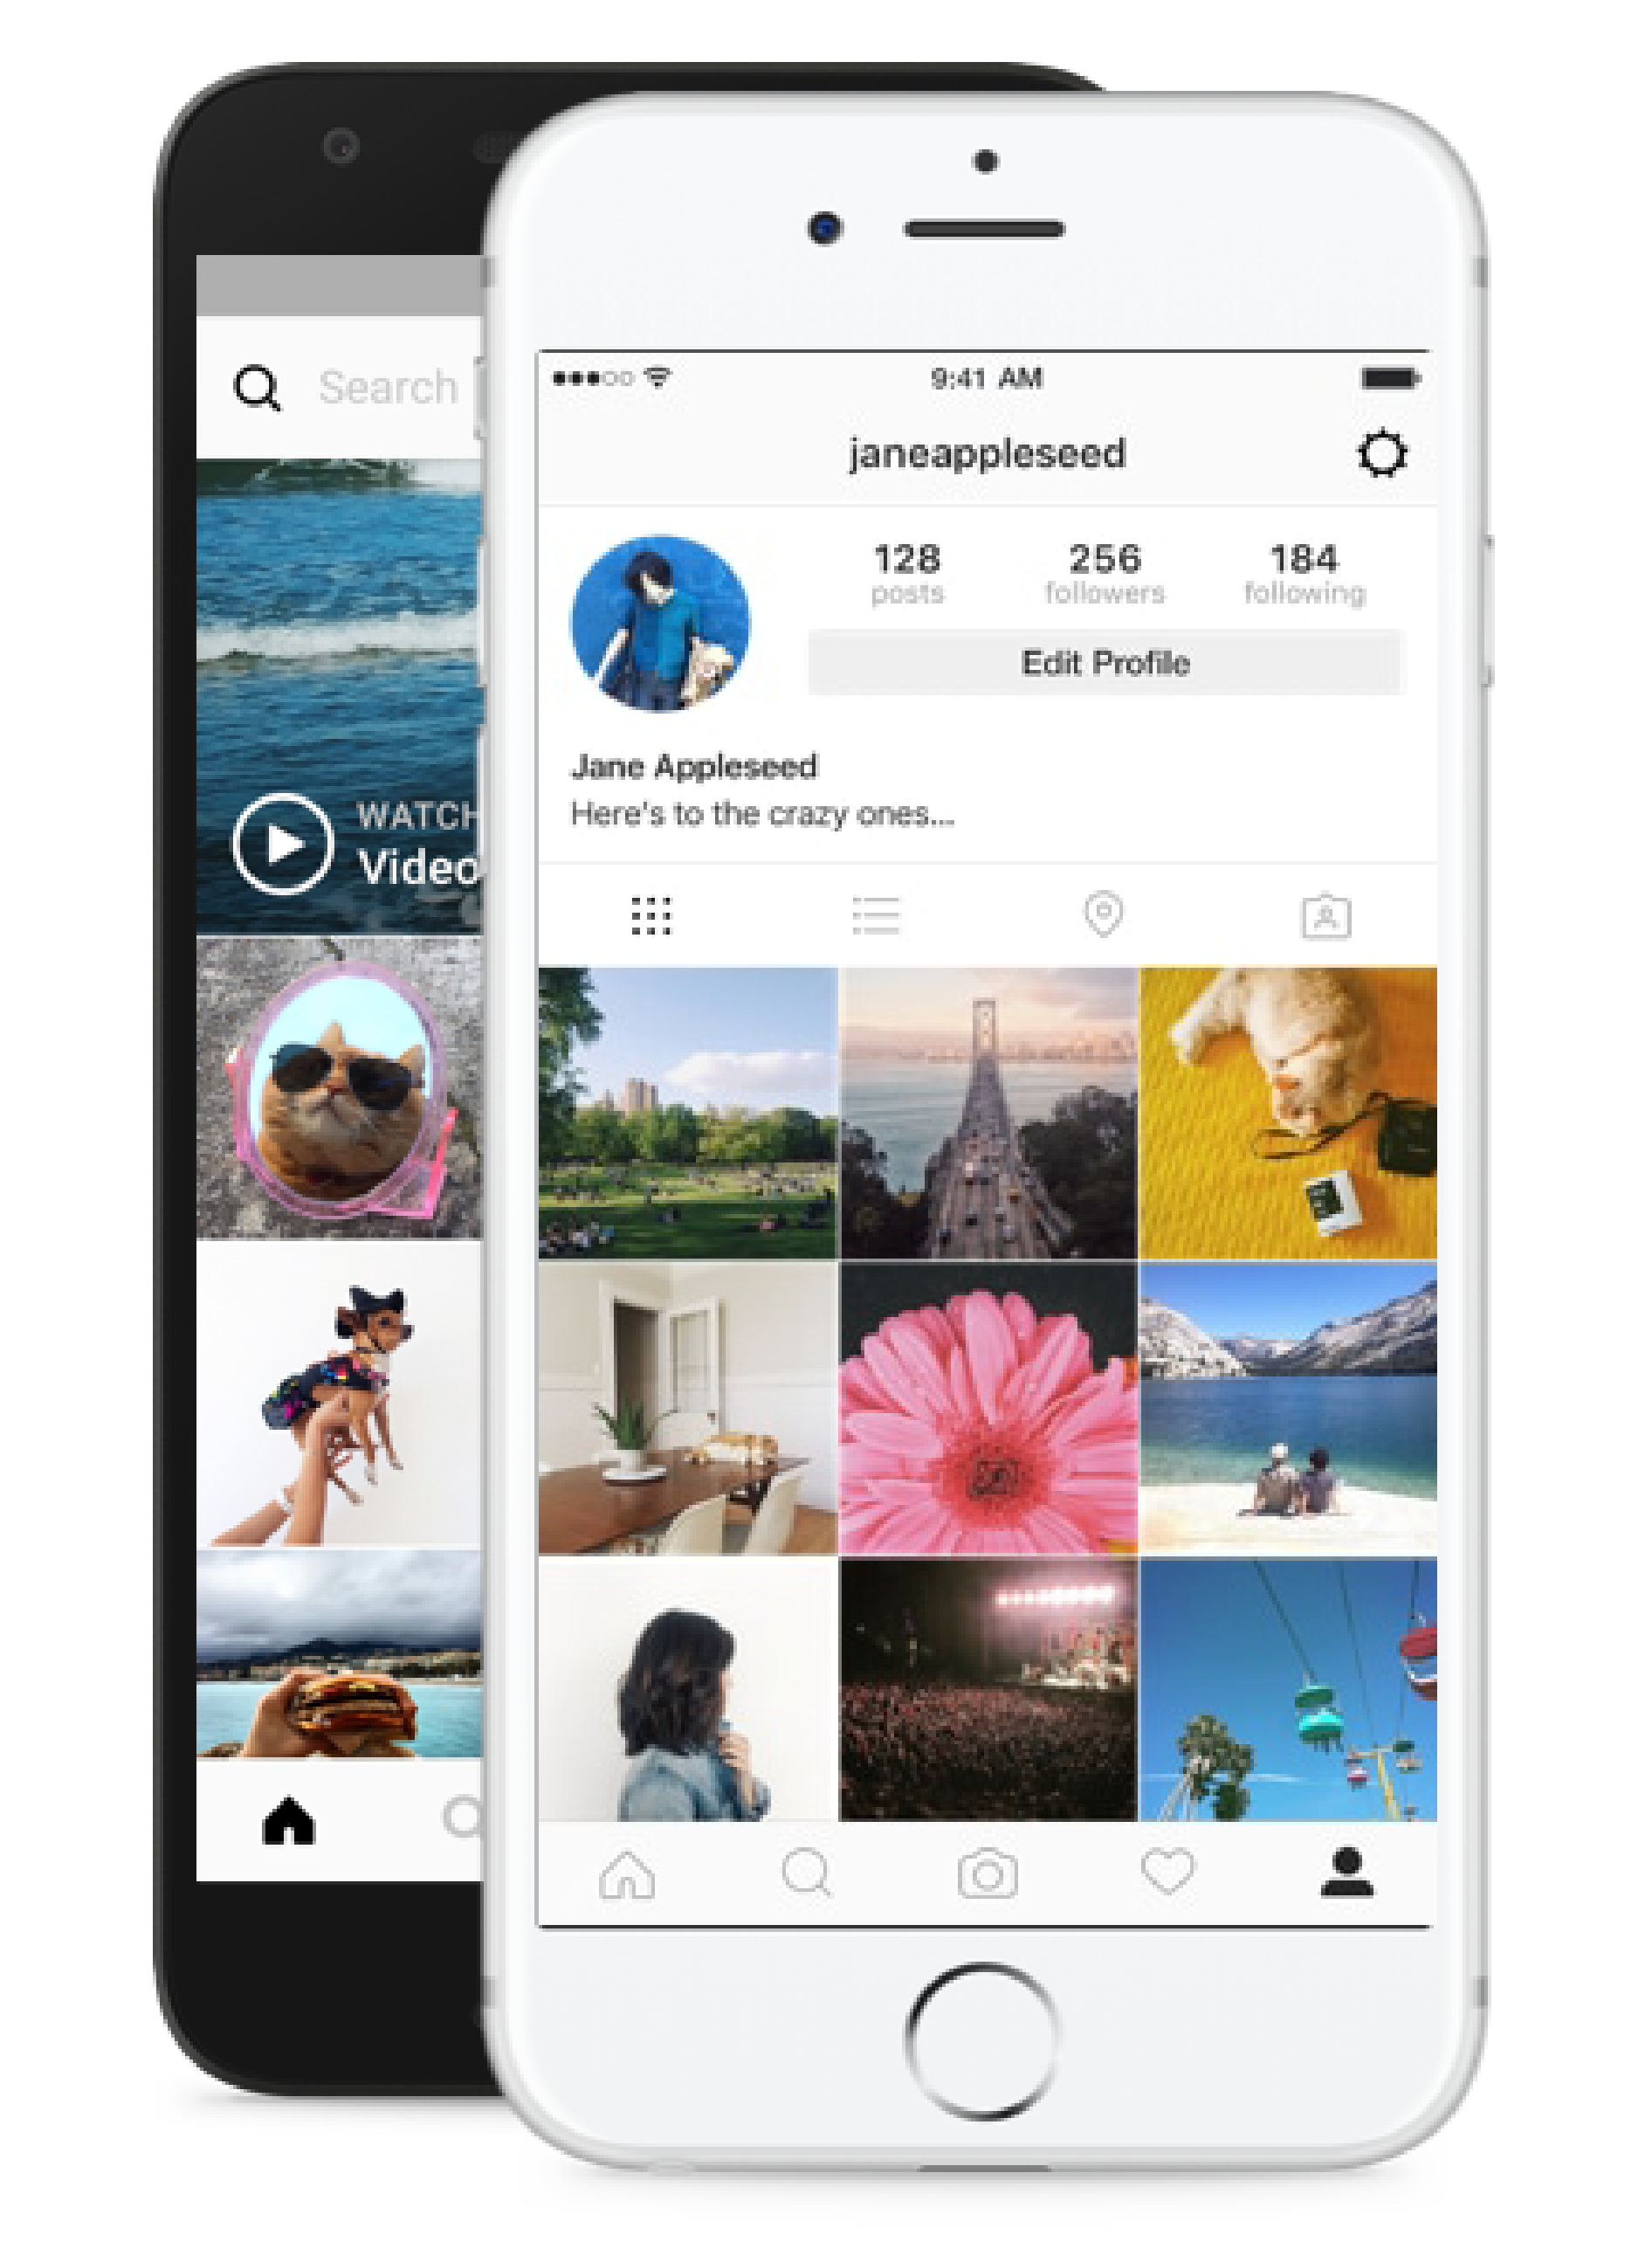 Search
WATCH
Video
9:41 AM
janeappleseed
128 256 184
posts followers following
Edit Profile
Jane Appleseed
Here's to the crazy ones...